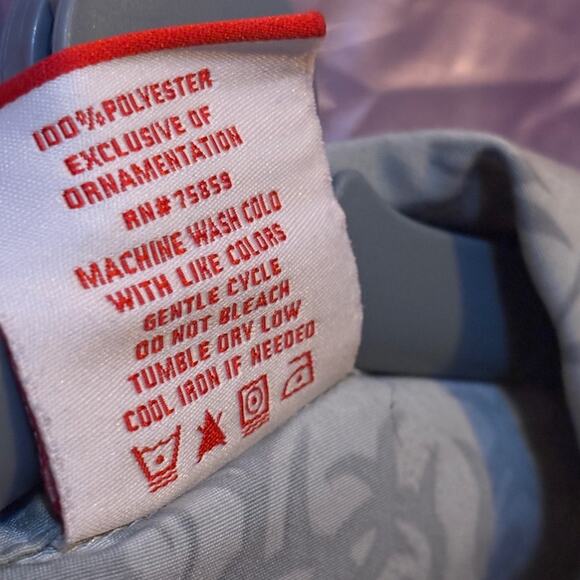 100% POLYESTER
EXCLUSIVE OF
ORNAMENTATION
RN# 75859
MACHINE WASH COLD
WITH LIKE COLORS
GENTLE CYCLE
DO NOT BLEACH
TUMBLE DRY LOW
COOL IRON IF NEEDED